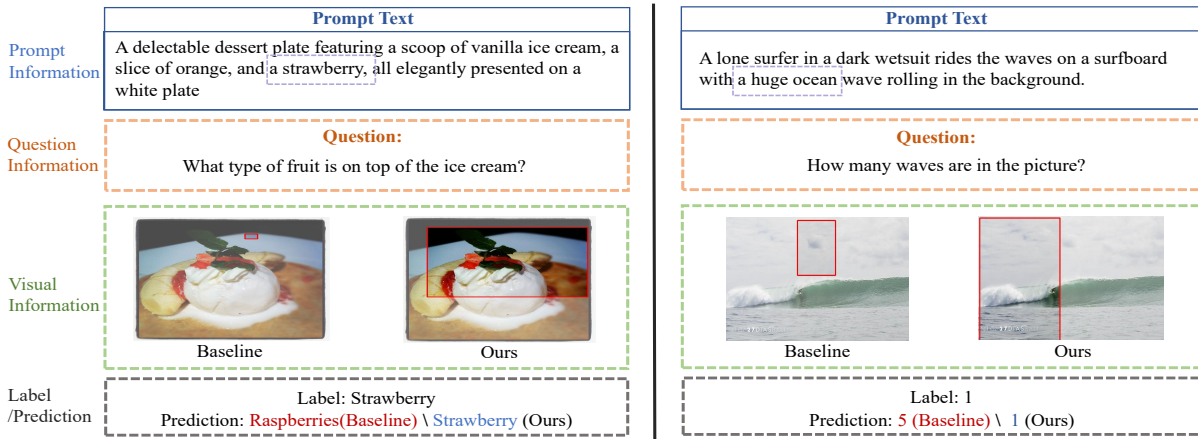 Prompt Information
Prompt Text
A delectable dessert plate featuring a scoop of vanilla ice cream, a
slice of orange, and a strawberry, all elegantly presented on a
white plate
Question Information
Question:
What type of fruit is on top of the ice cream?
Visual Information
Baseline
Ours
Label /Prediction
Label: Strawberry
Prediction: Raspberries(Baseline) \ Strawberry (Ours)
Prompt Text
A lone surfer in a dark wetsuit rides the waves on a surfboard
with a huge ocean wave rolling in the background.
Question:
How many waves are in the picture?
Baseline
Ours
Label: 1
Prediction: 5 (Baseline) \ 1 (Ours)